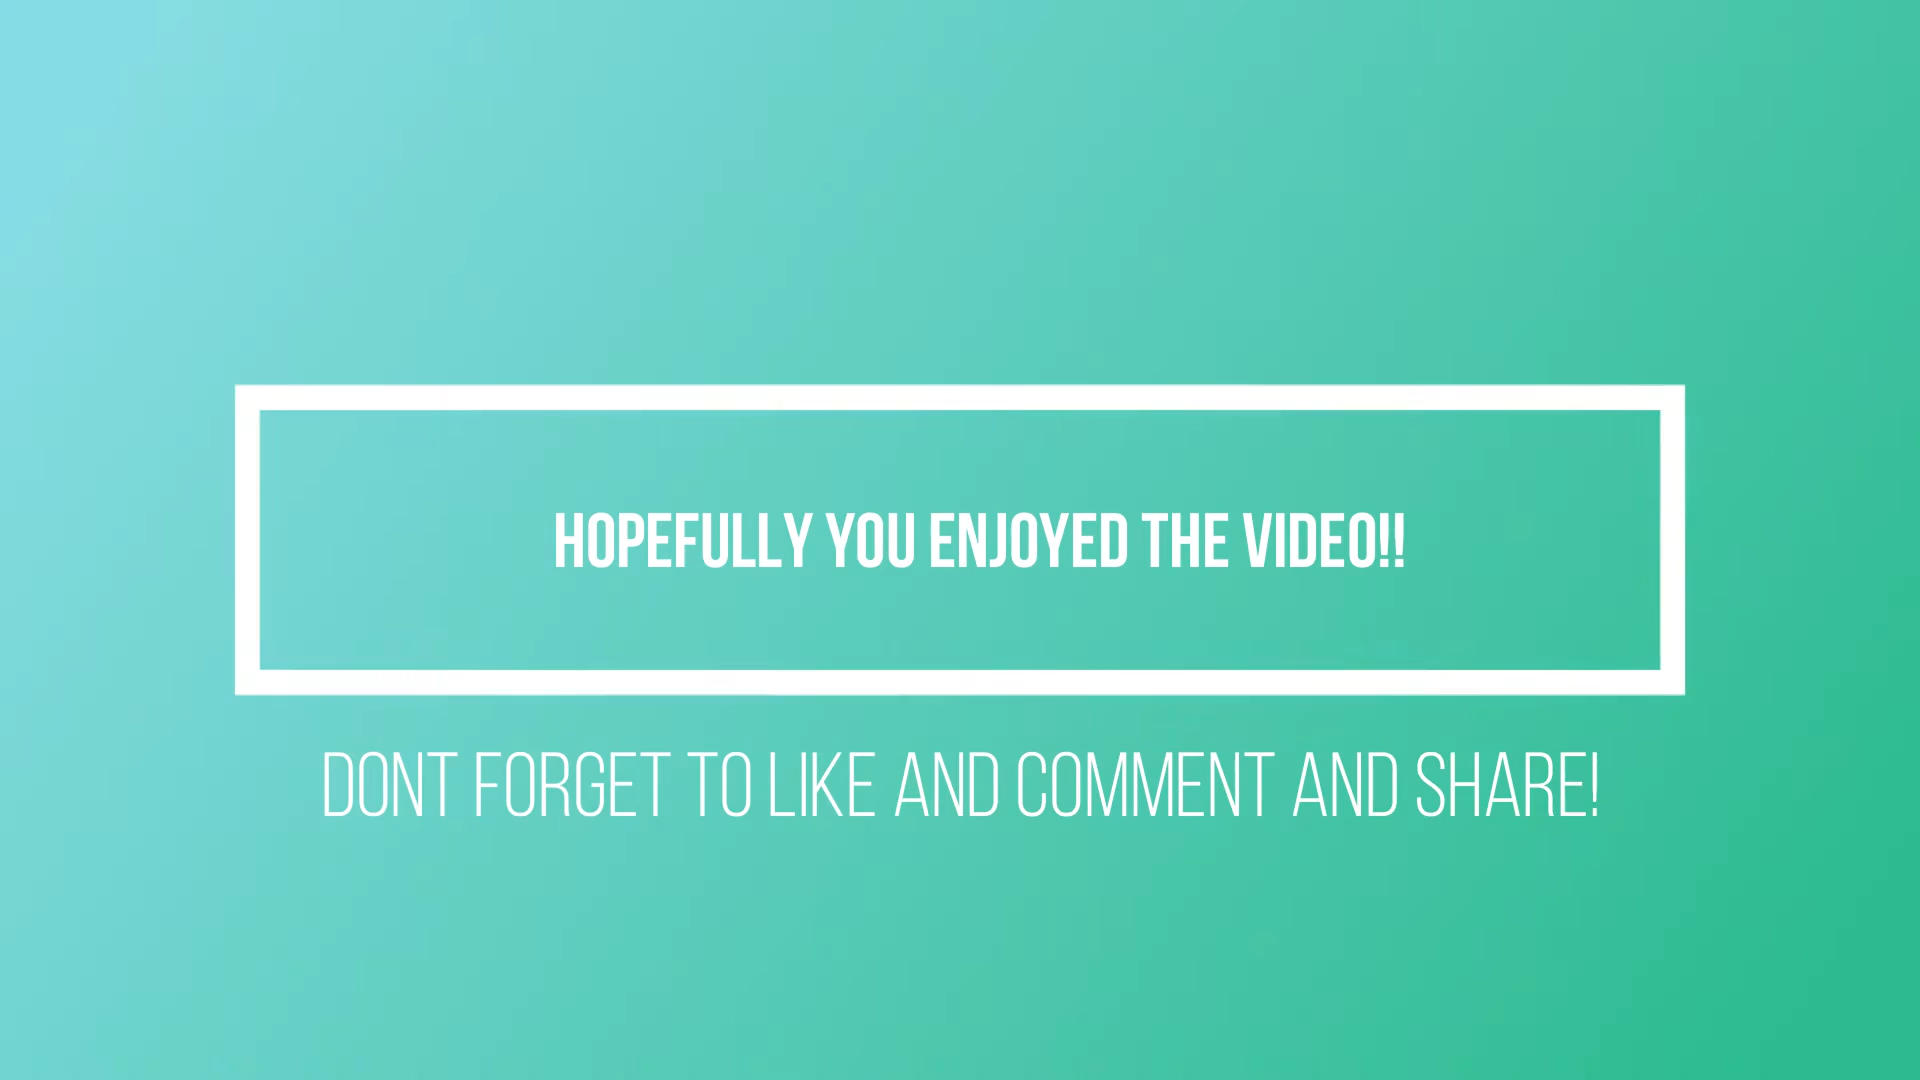 HOPEFULLY YOU ENJOYED THE VIDEO!!
DONT FORGET TO LIKE AND COMMENT AND SHARE!